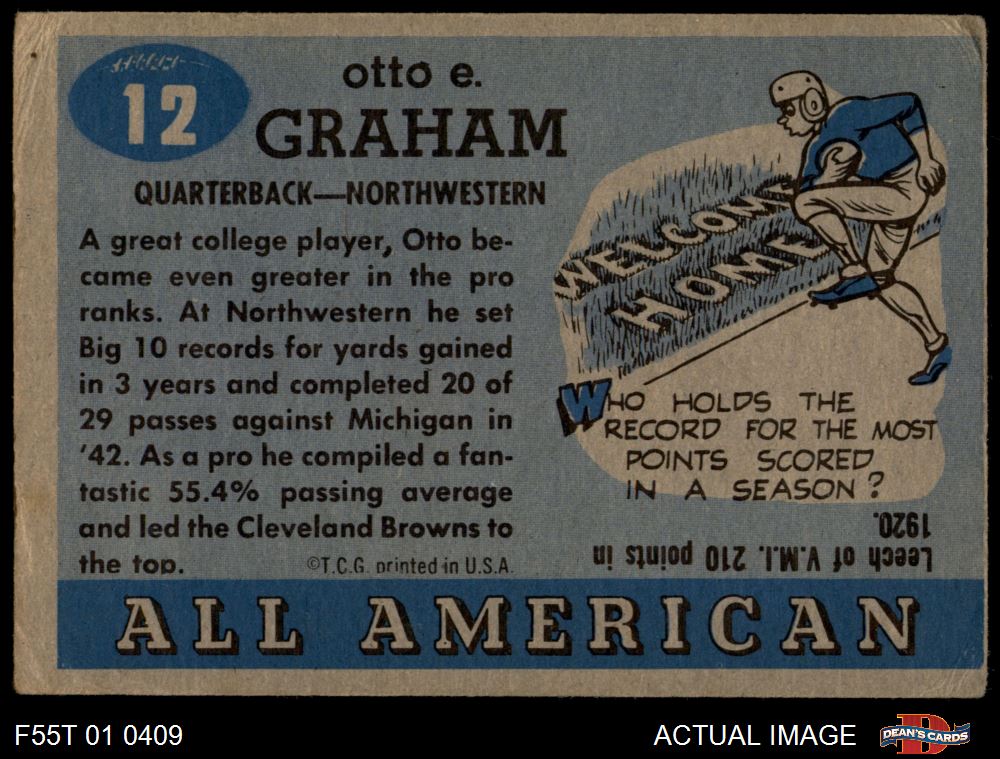 12
otto e.
GRAHAM
QUARTERBACK—NORTHWESTERN
A great college player, Otto be-
came even greater in the pro
ranks. At Northwestern he set
Big 10 records for yards gained
in 3 years and completed 20 of
29 passes against Michigan in
'42. As a pro he compiled a fan-
tastic 55.4% passing average
and led the Cleveland Browns to
the top.
©T.C.G. printed in U.S.A.
WELCOME
HOME
WHO HOLDS THE
RECORD FOR THE MOST
POINTS SCORED
IN A SEASON?
Leech of V.M.I. 210 points in
1920.
ALL AMERICAN
F55T 01 0409
ACTUAL IMAGE
D
DEAN'S CARDS